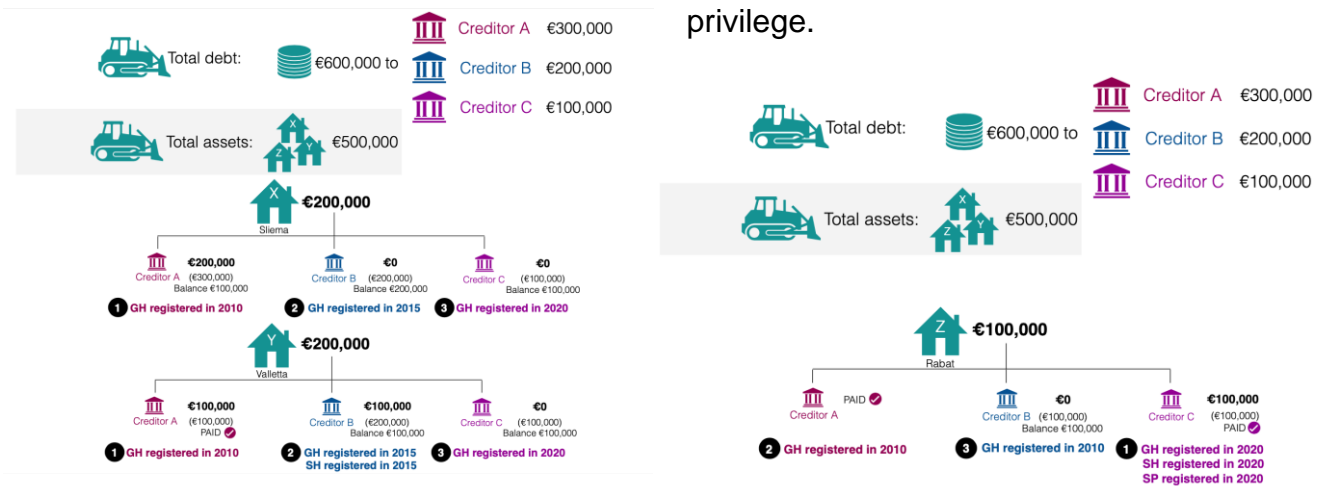 Total debt:
€600,000 to
Creditor A €300,000
Creditor B €200,000
Creditor C €100,000
Total assets:
X
Z
Y
€500,000
X
€200,000
Sliema
Creditor A
€200,000
(€300,000)
Balance €100,000
1 GH registered in 2010
Creditor B
€0
(€200,000)
Balance €200,000
2 GH registered in 2015
Creditor C
€0
(€100,000)
Balance €100,000
3 GH registered in 2020
Y
€200,000
Valletta
Creditor A
€100,000
(€100,000)
PAID
1 GH registered in 2010
Creditor B
€100,000
(€200,000)
Balance €100,000
2 GH registered in 2015
SH registered in 2015
Creditor C
€0
(€100,000)
Balance €100,000
3 GH registered in 2020
privilege.
Total debt:
€600,000 to
Creditor A €300,000
Creditor B €200,000
Creditor C €100,000
Total assets:
X
Z
Y
€500,000
Z
€100,000
Rabat
Creditor A
PAID
2 GH registered in 2010
Creditor B
€0
(€100,000)
Balance €100,000
3 GH registered in 2010
Creditor C
€100,000
(€100,000)
PAID
1 GH registered in 2020
SH registered in 2020
SP registered in 2020